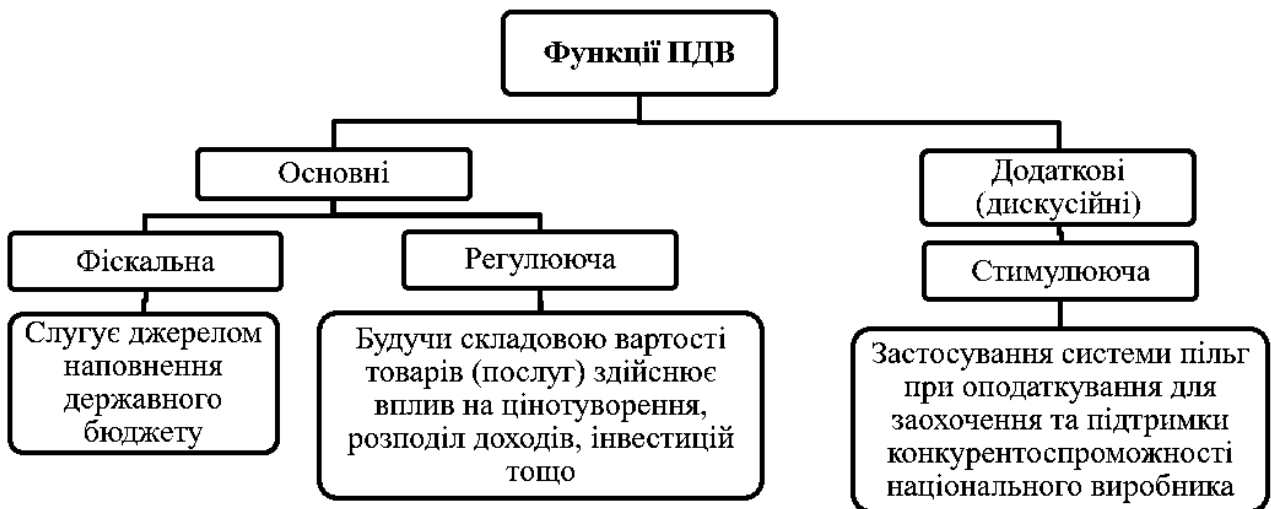 Функції ПДВ
Основні
Додаткові
(дискусійні)
Фіскальна
Регулююча
Стимулююча
Слугує джерелом
наповнення
державного
бюджету
Будучи складовою вартості
товарів (послуг) здійснює
вплив на цінотуворення,
розподіл доходів, інвестицій
тощо
Застосування системи пільг
при оподаткування для
заохочення та підтримки
конкурентоспроможності
національного виробника